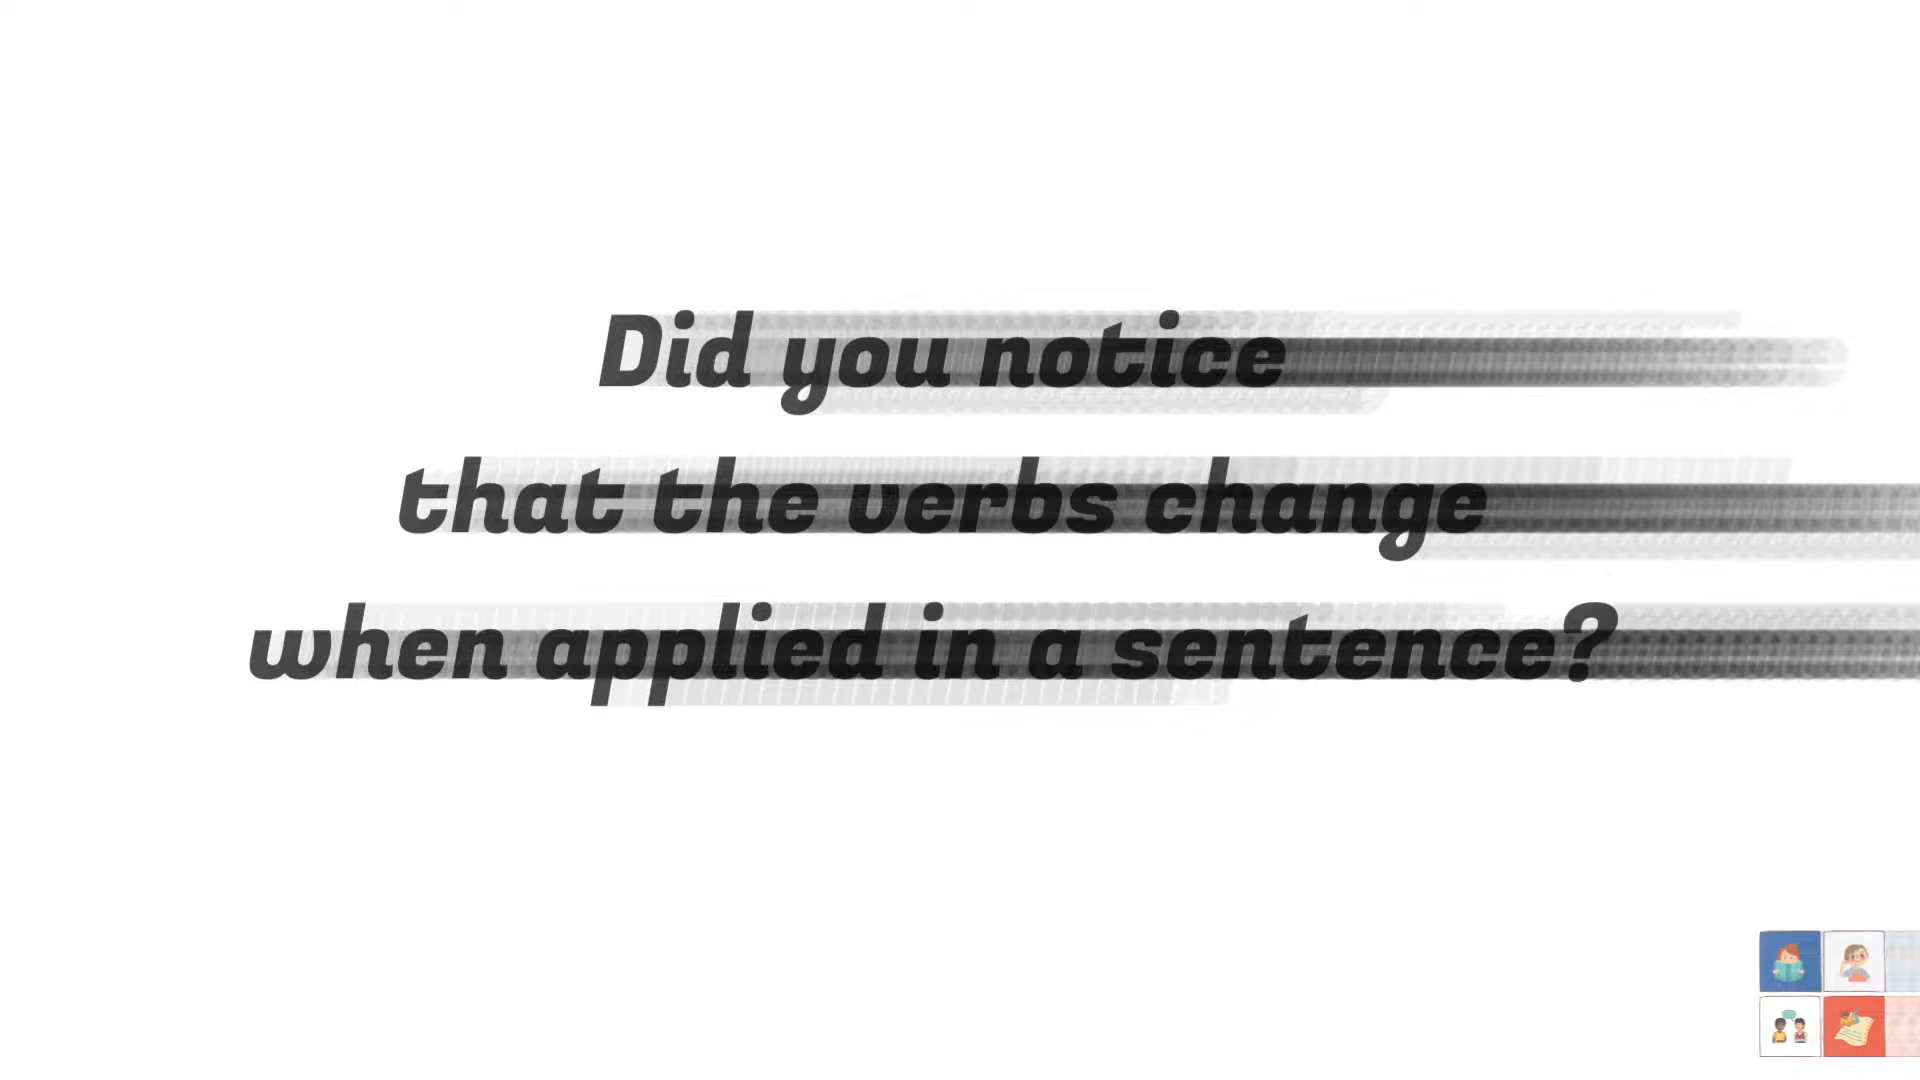 Did you notice
that the verbs change
when applied in a sentence?